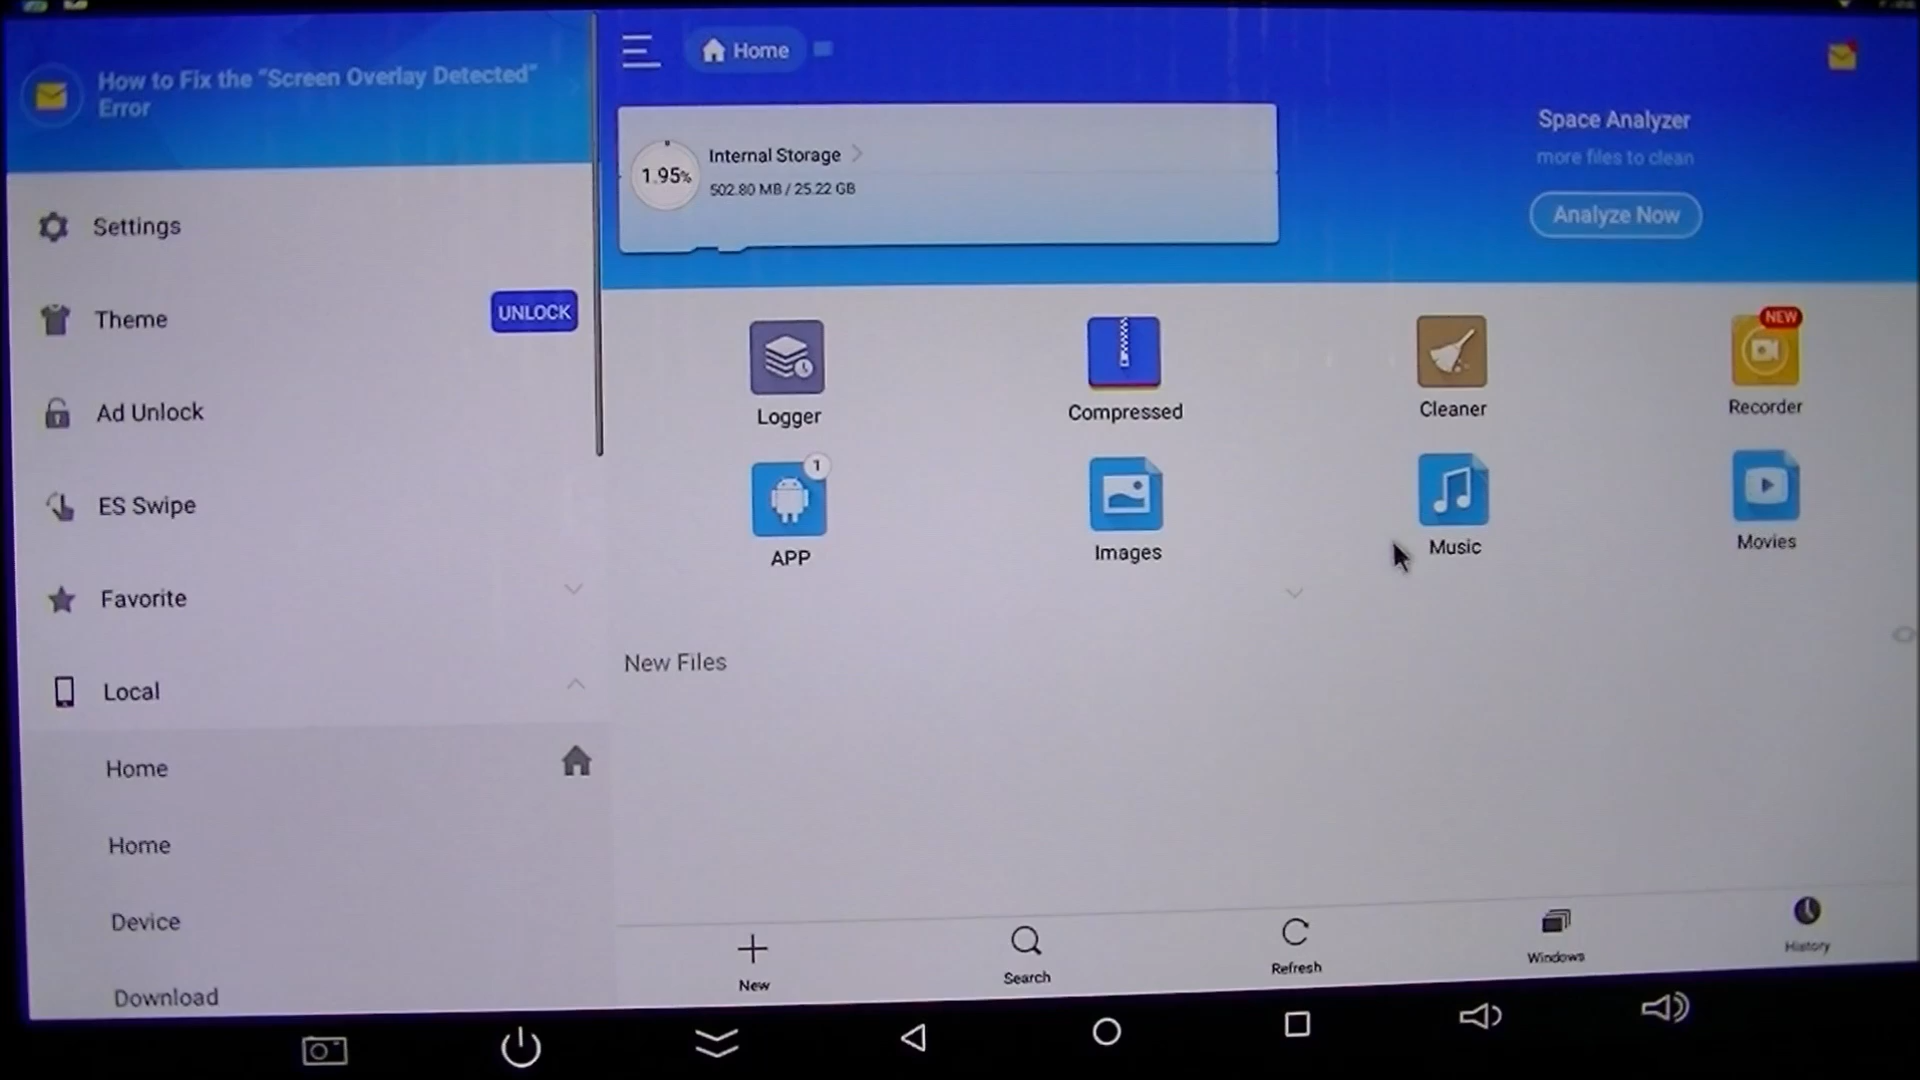 How to Fix the "Screen Overlay Detected"
Error
Settings
Theme
UNLOCK
Ad Unlock
ES Swipe
Favorite
Local
Home
Home
Device
Download
Home
1.95%
Internal Storage
502.80 MB / 25.22 GB
Space Analyzer
more files to clean
Analyze Now
Logger
Compressed
Cleaner
NEW
Recorder
1
APP
Images
Music
Movies
New Files
New
Search
Refresh
Windows
History